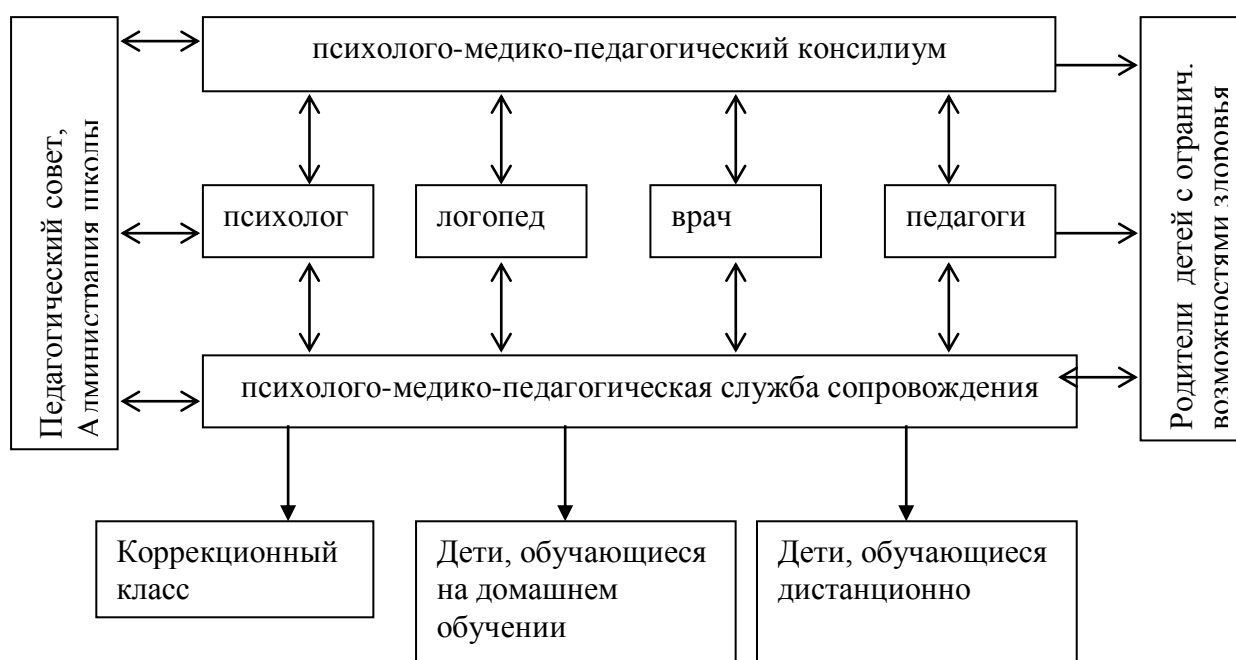 психолого-медико-педагогический консилиум
Педагогический совет,
Администрация школы
Родители детей с огранич.
возможностями здоровья
психолог
логопед
врач
педагоги
психолого-медико-педагогическая служба сопровождения
Коррекционный
класс
Дети, обучающиеся
на домашнем
обучении
Дети, обучающиеся
дистанционно